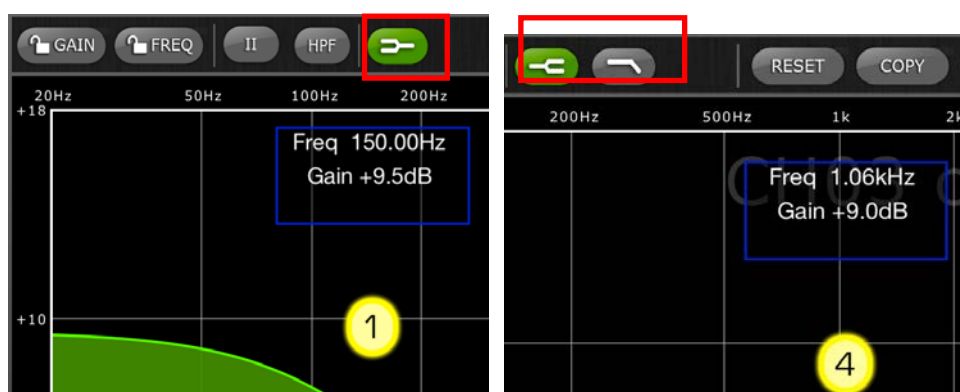 GAIN FREQ II HPF
20Hz 50Hz 100Hz 200Hz
+18
Freq 150.00Hz
Gain +9.5dB
+10
1
RESET COPY
200Hz 500Hz 1k
CH03
Freq 1.06kHz
Gain +9.0dB
4